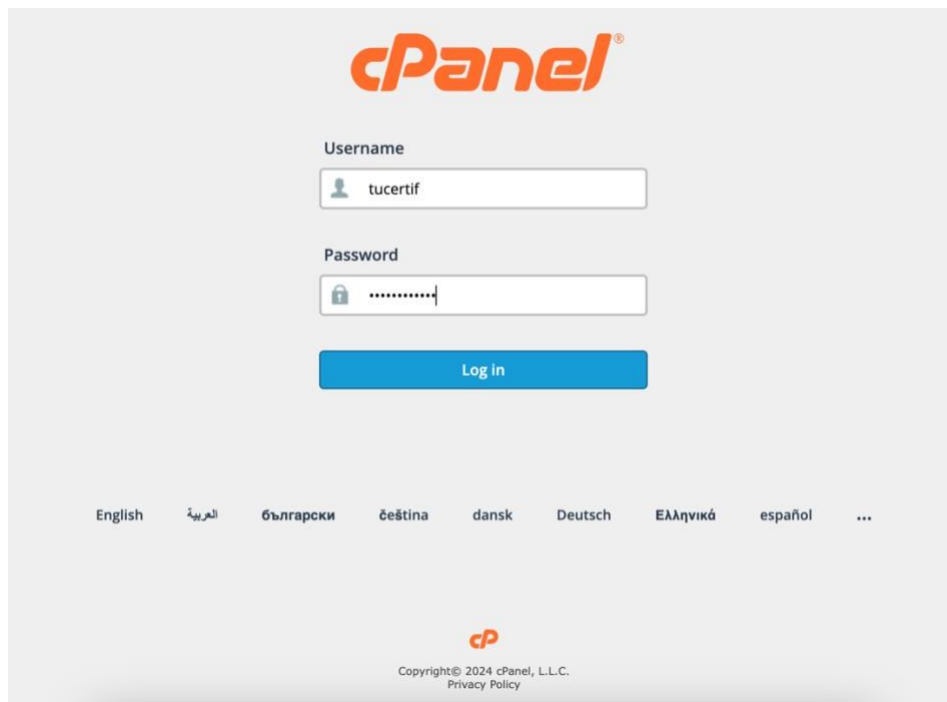 cPanel®
Username
tucertif
Password
••••••••••••
Log in
English العربية български čeština dansk Deutsch Ελληνικά español ...
cP
Copyright© 2024 cPanel, L.L.C.
Privacy Policy